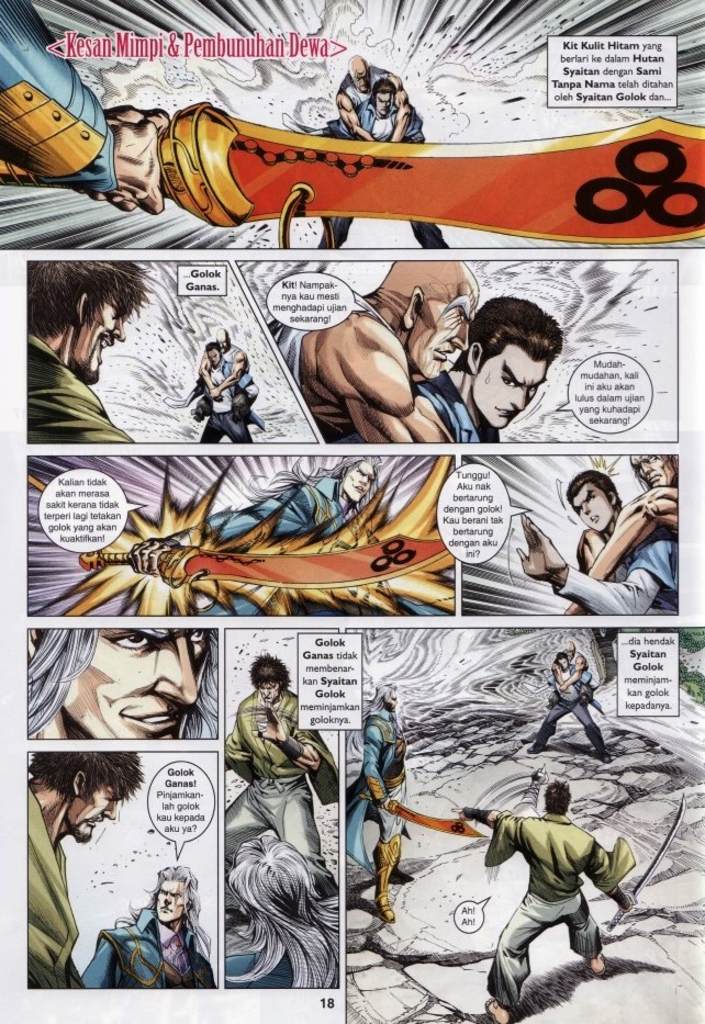 <Kesan Mimpi & Pembunuhan Dewa>
Kit Kulit Hitam yang
berlari ke dalam Hutan
Syaitan dengan Sami
Tanpa Nama telah ditahan
oleh Syaitan Golok dan...
...Golok
Ganas.
Kit! Nampak-
nya kau mesti
menghadapi ujian
sekarang!
Mudah-
mudahan, kali
ini aku akan
lulus dalam ujian
yang kuhadapi
sekarang!
Kalian tidak
akan merasa
sakit kerana tidak
terperi lagi tetakan
golok yang akan
kuaktifkan!
Tunggu!
Aku nak
bertarung
dengan golok!
Kau berani tak
bertarung
dengan aku
ini?
Golok
Ganas tidak
membenar-
kan Syaitan
Golok
meminjamkan
goloknya.
...dia hendak
Syaitan
Golok
meminjam-
kan golok
kepadanya.
Golok
Ganas!
Pinjamkan-
lah golok
kau kepada
aku ya?
Ah!
Ah!
18